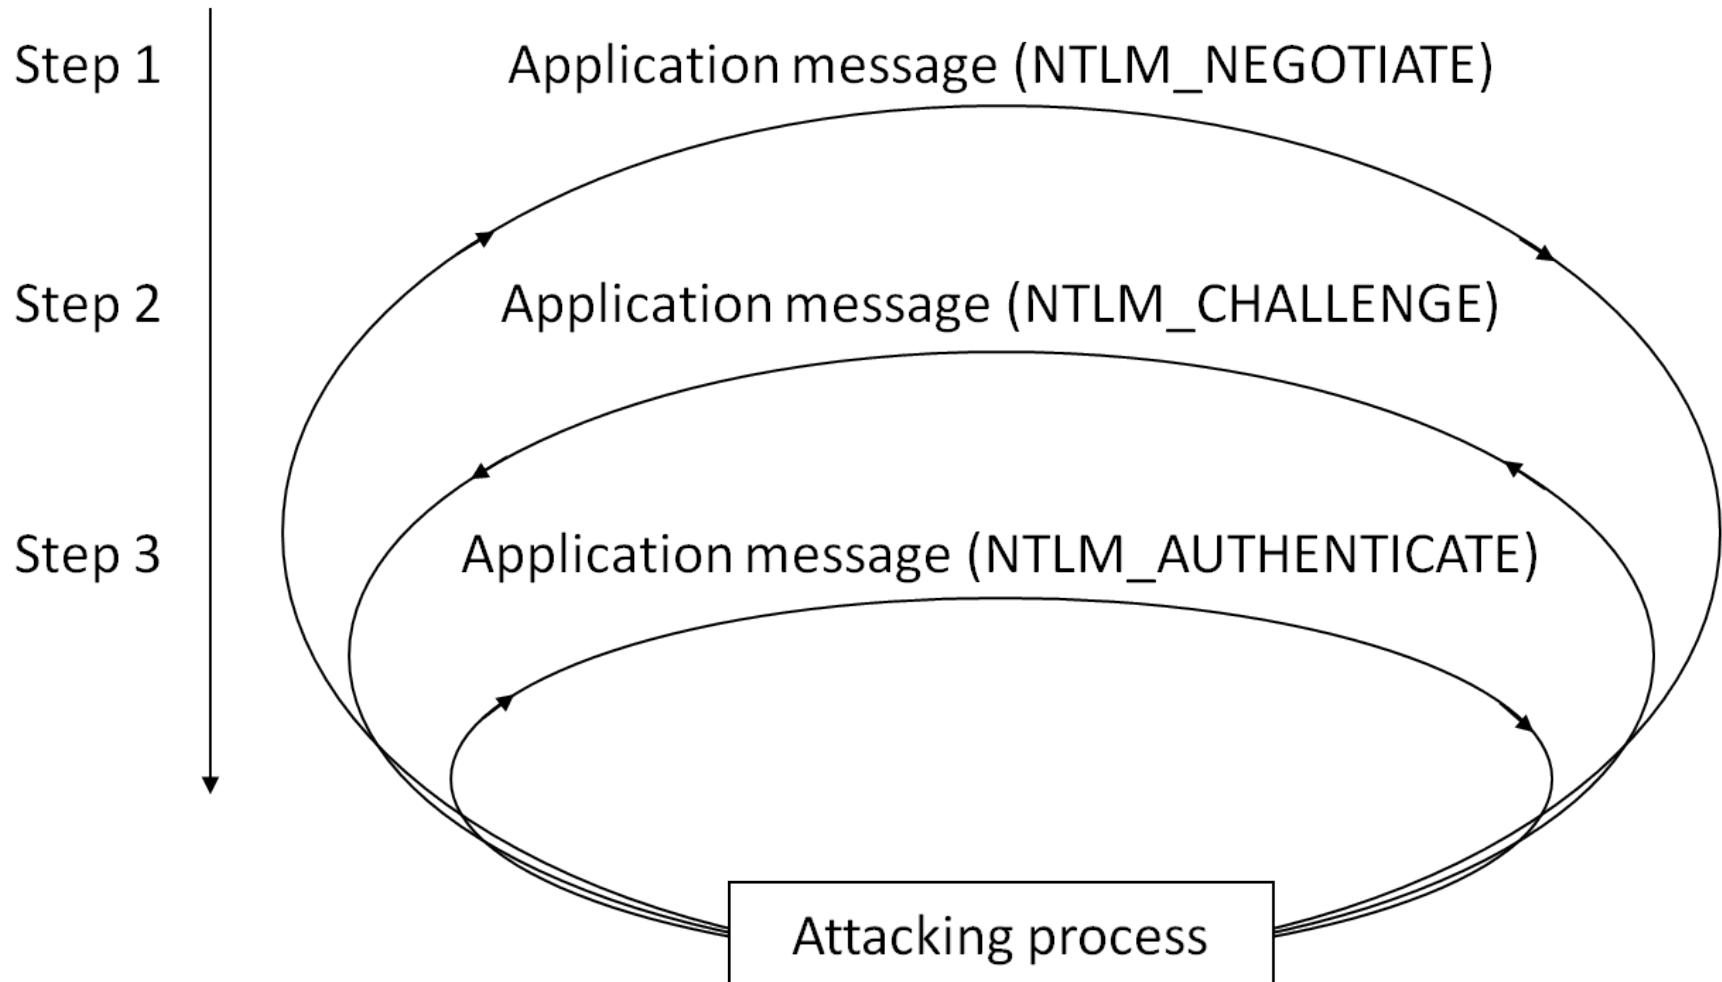 Step 1
Application message (NTLM_NEGOTIATE)
Step 2
Application message (NTLM_CHALLENGE)
Step 3
Application message (NTLM_AUTHENTICATE)
Attacking process